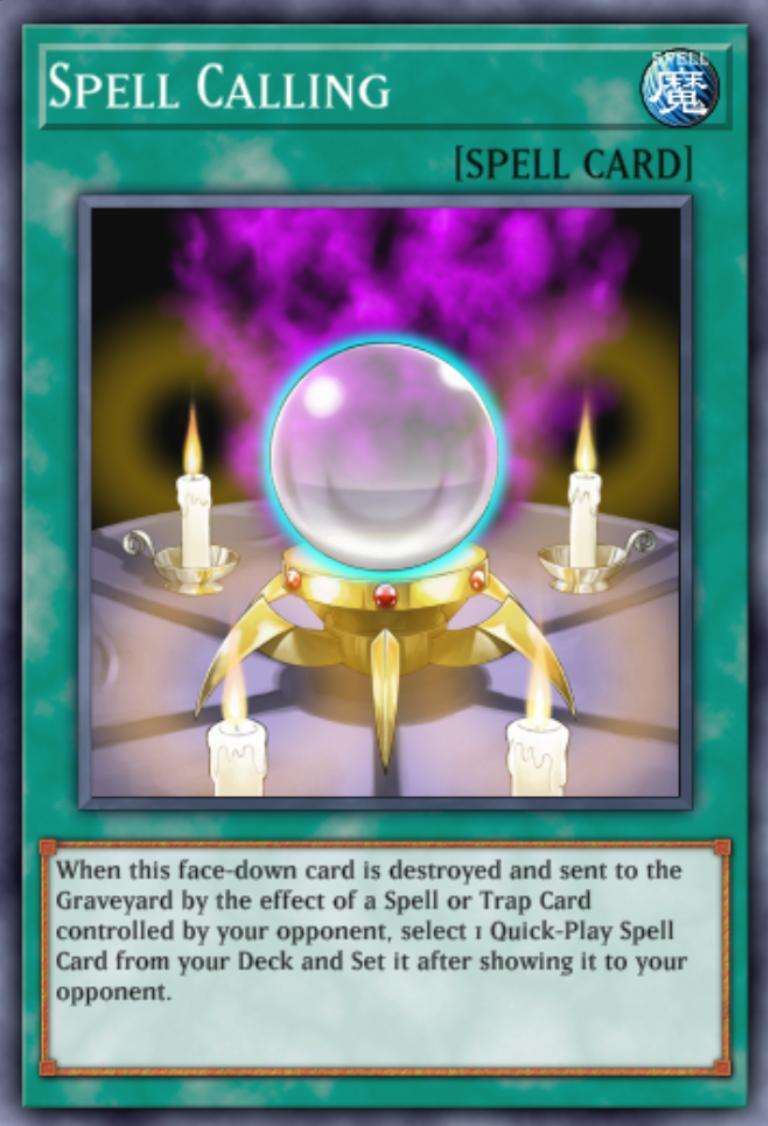 SPELL CALLING
SPELL
魔
[SPELL CARD]
When this face-down card is destroyed and sent to the
Graveyard by the effect of a Spell or Trap Card
controlled by your opponent, select 1 Quick-Play Spell
Card from your Deck and Set it after showing it to your
opponent.